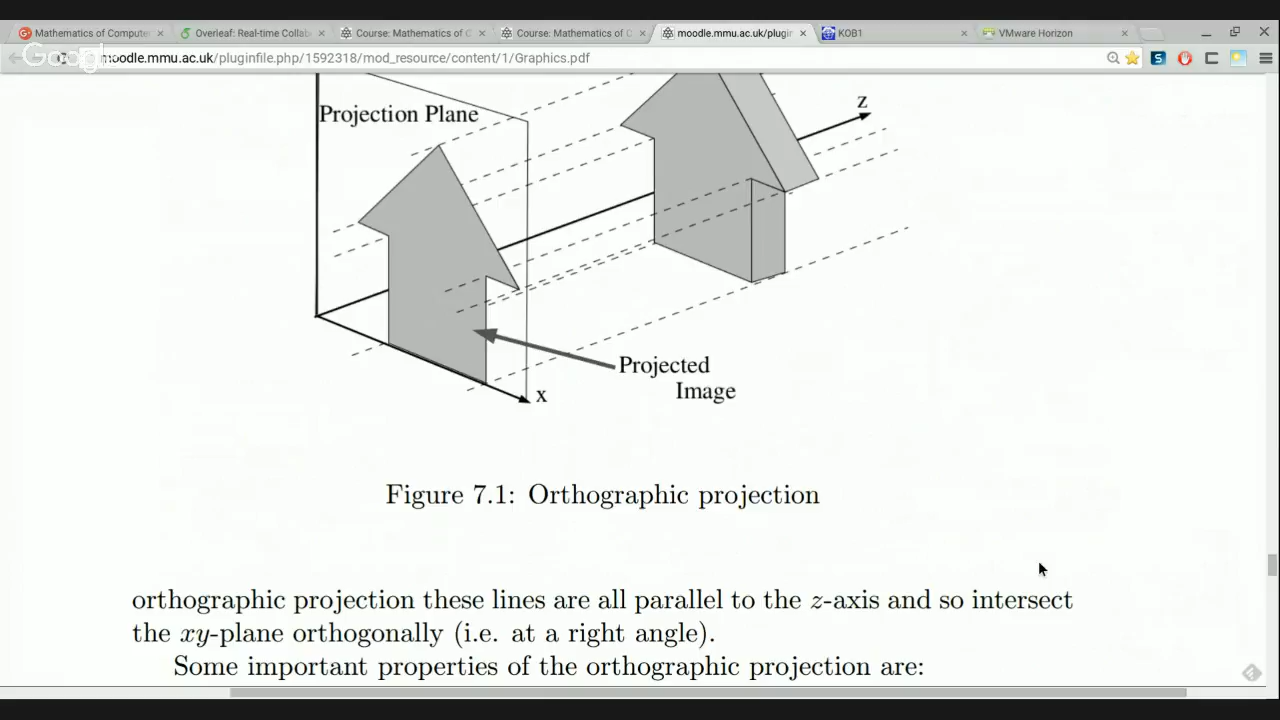 Mathematics of Computer
Overleaf: Real-time Collab
Course: Mathematics of C
Course: Mathematics of C
moodle.mmu.ac.uk/plugin
KOB1
VMware Horizon
Google
moodle.mmu.ac.uk/pluginfile.php/1592318/mod_resource/content/1/Graphics.pdf
z
Projection Plane
Projected
Image
x
Figure 7.1: Orthographic projection
orthographic projection these lines are all parallel to the z-axis and so intersect
the xy-plane orthogonally (i.e. at a right angle).
Some important properties of the orthographic projection are: